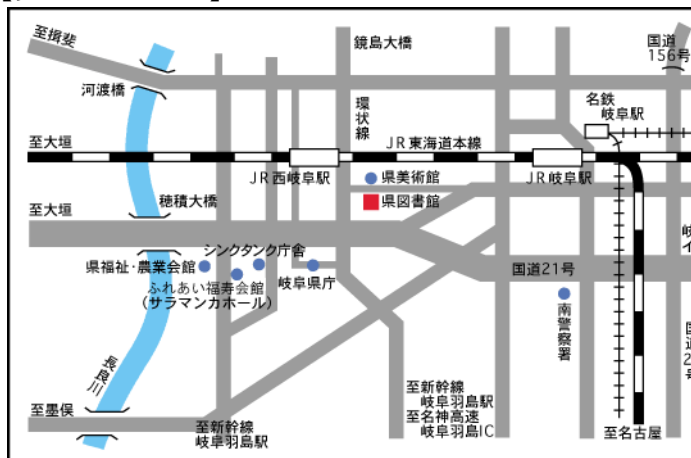 至揖斐
鏡島大橋
国道
156号
河渡橋
環状線
名鉄
岐阜駅
至大垣
JR東海道本線
JR西岐阜駅
県美術館
JR岐阜駅
穂積大橋
県図書館
至大垣
シンクタンク庁舎
県福祉・農業会館
岐阜県庁
国道21号
ふれあい福寿会館
(サラマンカホール)
南警察署
長良川
至新幹線
岐阜羽島駅
至名神高速
岐阜羽島IC
至墨俣
至新幹線
岐阜羽島駅
至名古屋